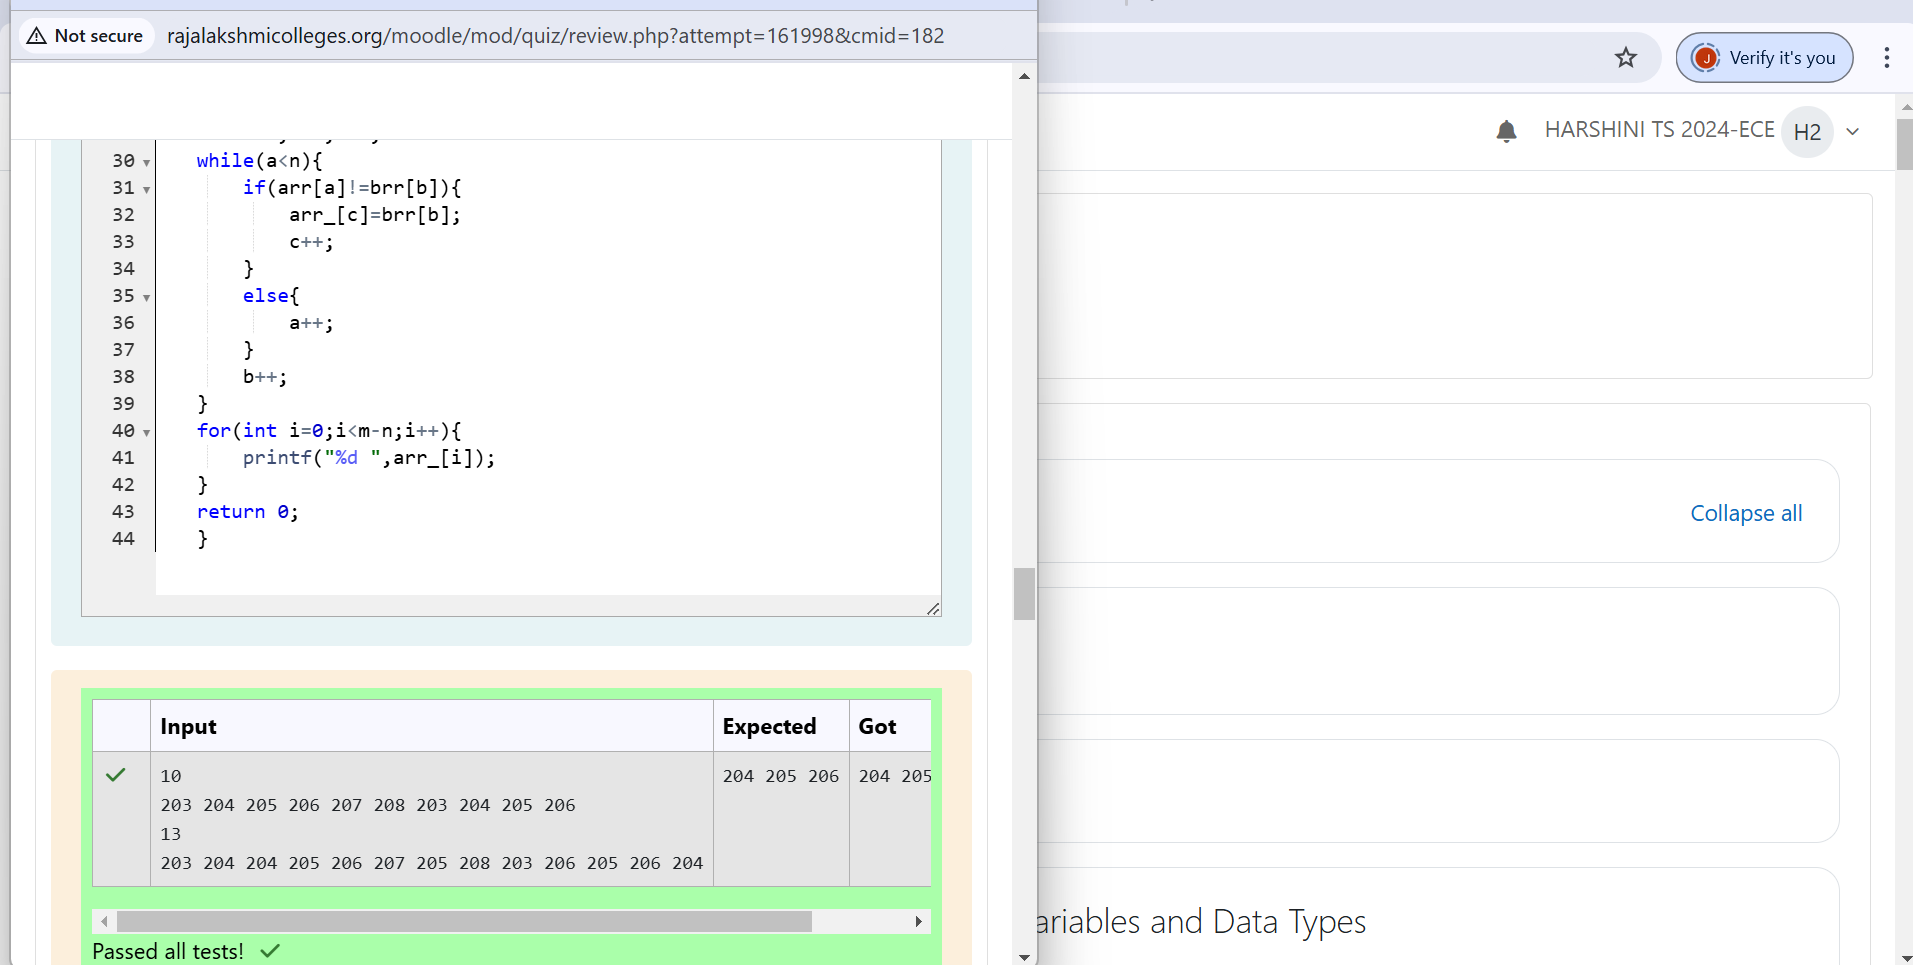 Not secure rajalakshmicolleges.org/moodle/mod/quiz/review.php?attempt=161998&cmid=182
J Verify it's you
HARSHINI TS 2024-ECE H2
30 while(a<n){
31 if(arr[a]!=brr[b]){
32 arr_[c]=brr[b];
33 c++;
34 }
35 else{
36 a++;
37 }
38 b++;
39 }
40 for(int i=0;i<m-n;i++){
41 printf("%d ",arr_[i]);
42 }
43 return 0;
44 }
Collapse all
Input Expected Got
10 204 205 206 204 205
203 204 205 206 207 208 203 204 205 206
13
203 204 204 205 206 207 205 208 203 206 205 206 204
Passed all tests!
ariables and Data Types